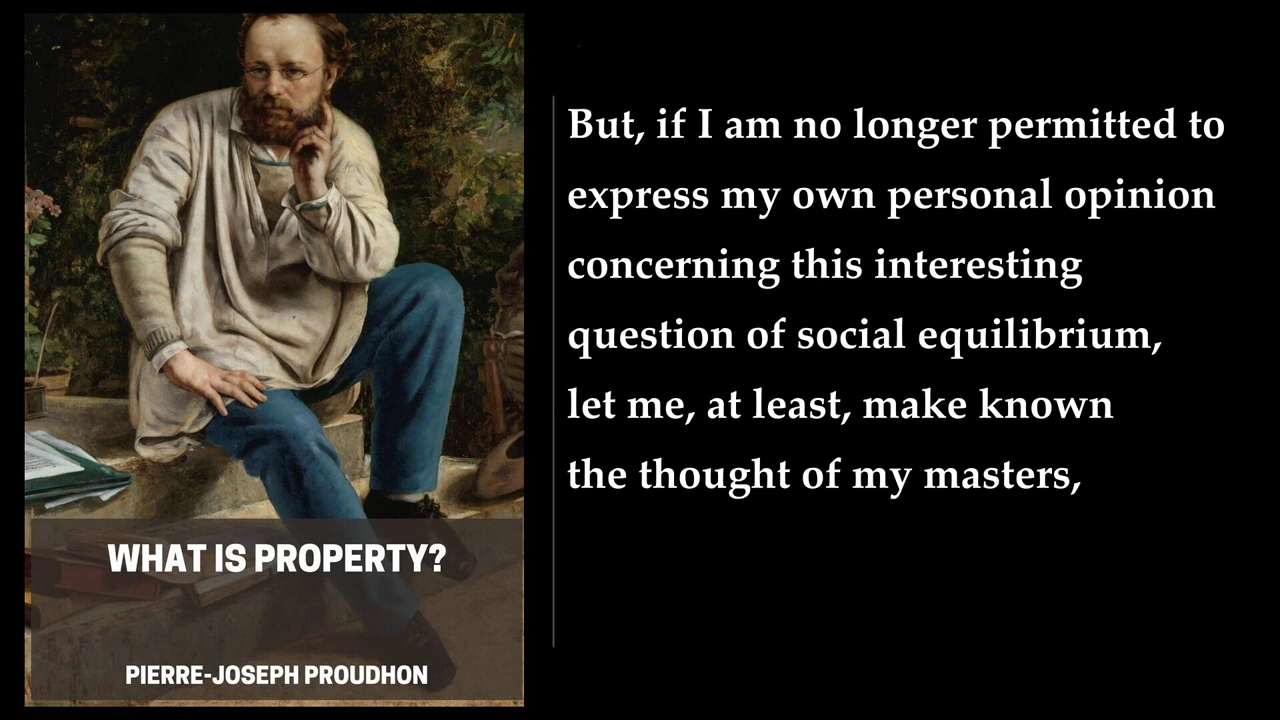 WHAT IS PROPERTY?
PIERRE-JOSEPH PROUDHON
But, if I am no longer permitted to
express my own personal opinion
concerning this interesting
question of social equilibrium,
let me, at least, make known
the thought of my masters,